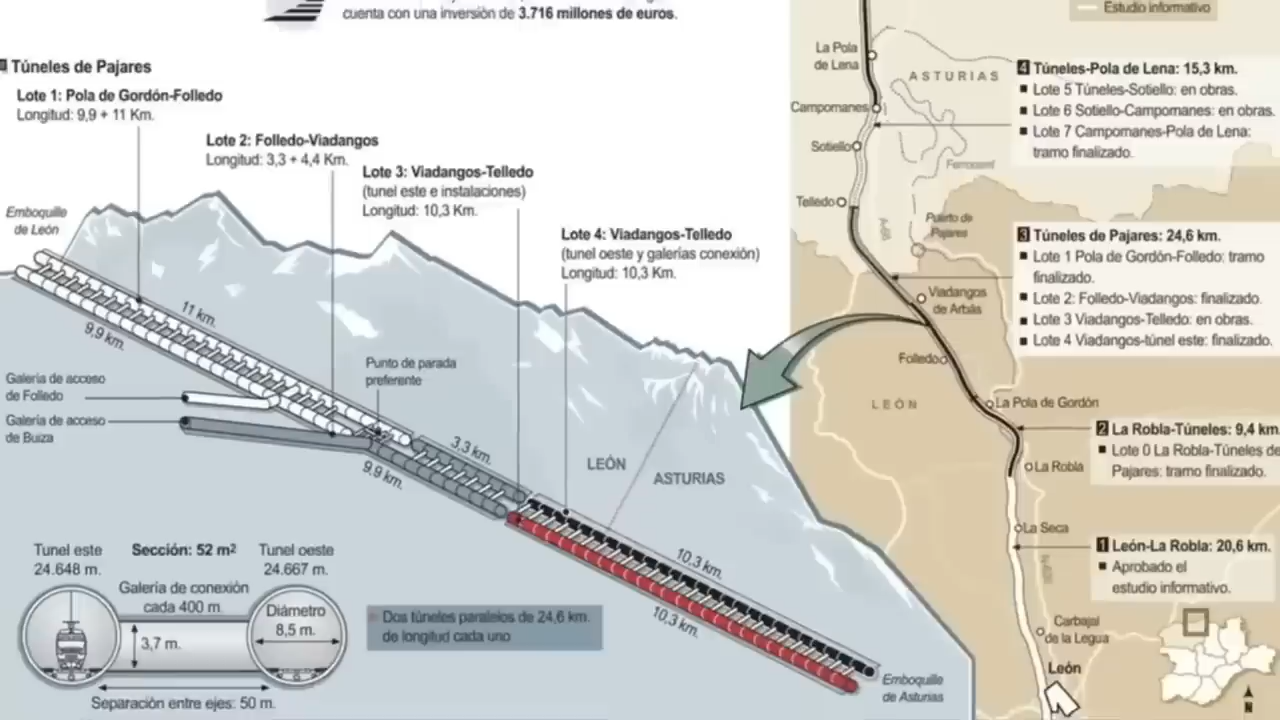 cuenta con una inversión de 3.716 millones de euros.
Túneles de Pajares
Lote 1: Pola de Gordón-Folledo
Longitud: 9,9 + 11 Km.
Lote 2: Folledo-Viadangos
Longitud: 3,3 + 4,4 Km.
Lote 3: Viadangos-Telledo
(tunel este e instalaciones)
Longitud: 10,3 Km.
Lote 4: Viadangos-Telledo
(tunel oeste y galerías conexión)
Longitud: 10,3 Km.
Emboquille
de León
11 km.
9,9 km.
Punto de parada
preferente
Galería de acceso
de Folledo
Galería de acceso
de Buiza
3,3 km.
9,9 km.
LEÓN
ASTURIAS
10,3 km.
10,3 km.
Emboquille
de Asturias
Tunel este
24.648 m.
Sección: 52 m²
Tunel oeste
24.667 m.
Galería de conexión
cada 400 m.
Diámetro
8,5 m.
3,7 m.
Separación entre ejes: 50 m.
Dos túneles paralelos de 24,6 km.
de longitud cada uno
Estudio informativo
La Pola
de Lena
ASTURIAS
Campomanes
Sotiello
Ferrocarril
Telledo
A-66
Puerto de
Pajares
Viadangos
de Arbás
Folledo
LEÓN
La Pola de Gordón
La Robla
La Seca
N-630
Carbajal
de la Legua
León
N
4 Túneles-Pola de Lena: 15,3 km.
Lote 5 Túneles-Sotiello: en obras.
Lote 6 Sotiello-Campomanes: en obras.
Lote 7 Campomanes-Pola de Lena:
tramo finalizado.
3 Túneles de Pajares: 24,6 km.
Lote 1 Pola de Gordón-Folledo: tramo
finalizado.
Lote 2: Folledo-Viadangos: finalizado.
Lote 3 Viadangos-Telledo: en obras.
Lote 4 Viadangos-túnel este: finalizado.
2 La Robla-Túneles: 9,4 km.
Lote 0 La Robla-Túneles de
Pajares: tramo finalizado.
1 León-La Robla: 20,6 km.
Aprobado el
estudio informativo.